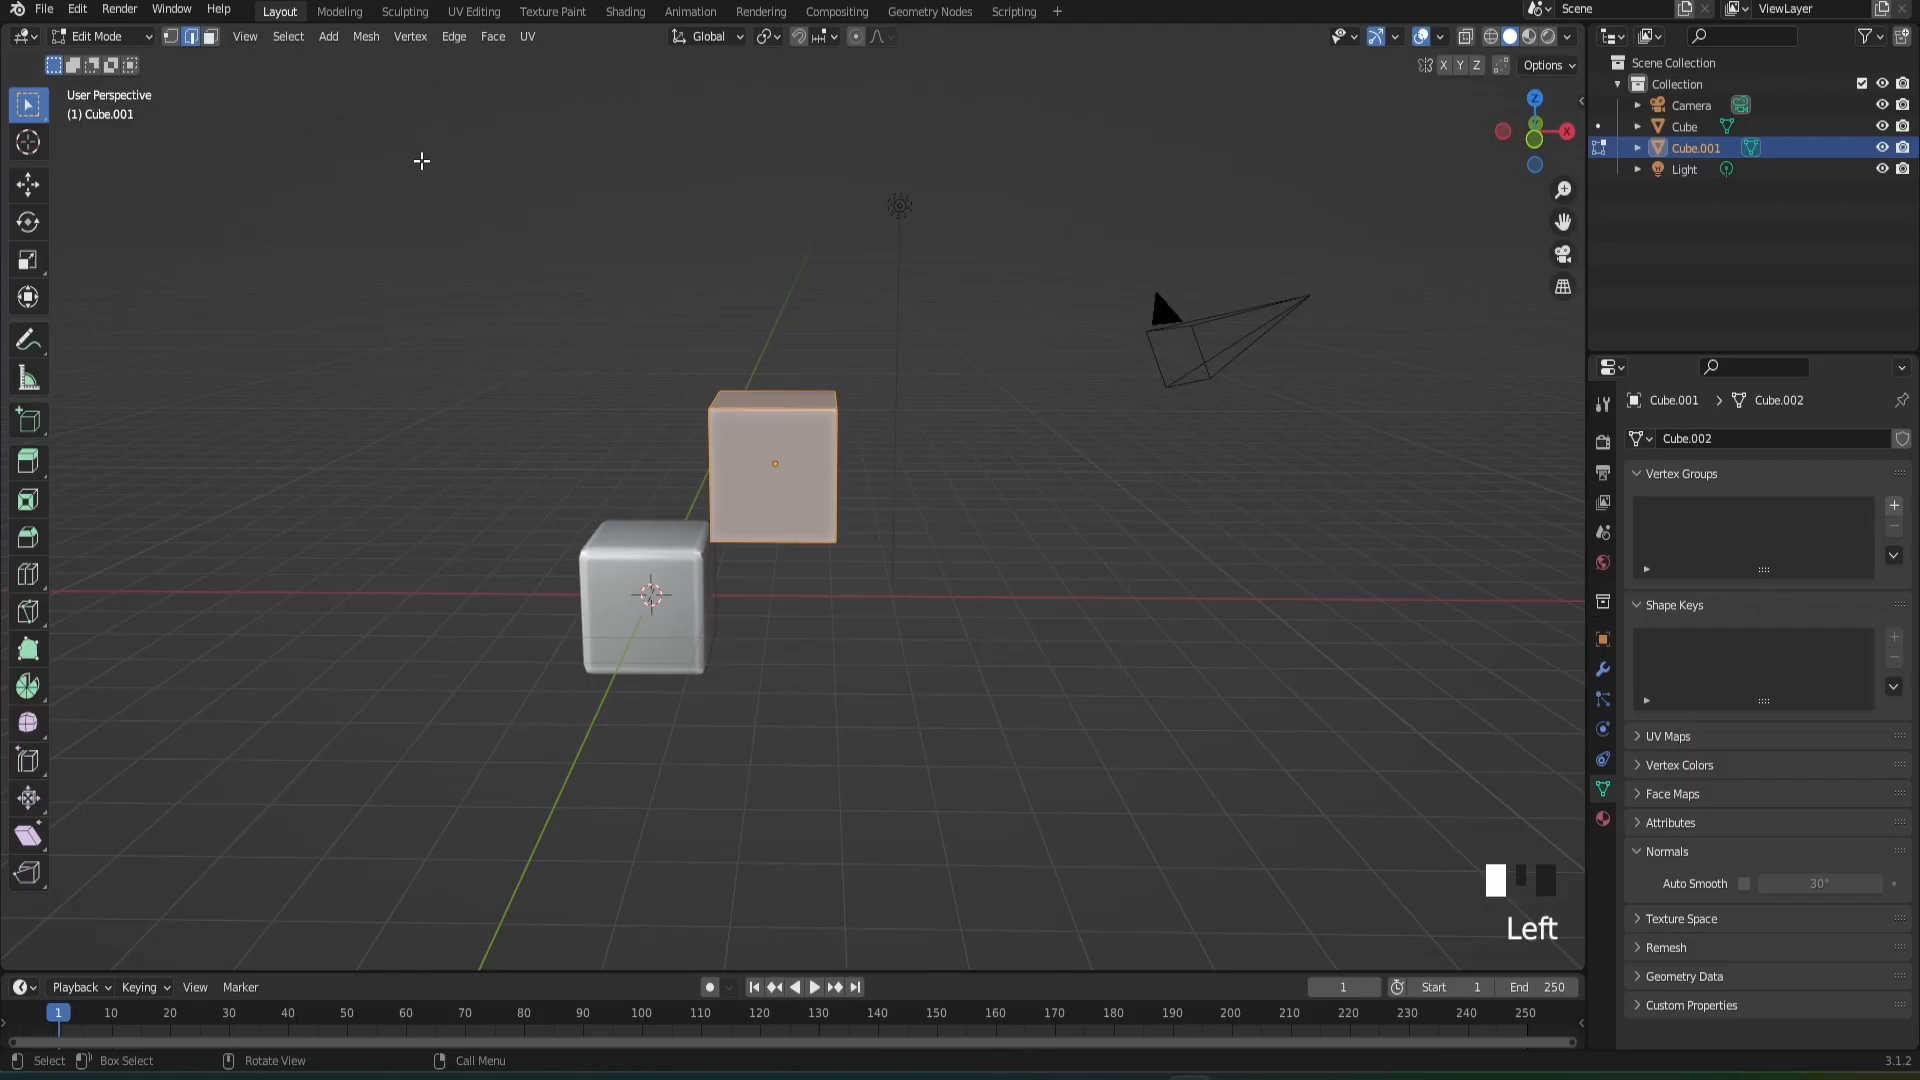 File Edit Render Window Help Layout Modeling Sculpting UV Editing Texture Paint Shading Animation Rendering Compositing Geometry Nodes Scripting + Scene ViewLayer
Edit Mode View Select Add Mesh Vertex Edge Face UV Global
X Y Z Options
User Perspective
(1) Cube.001
Z
X
Scene Collection
Collection
Camera
Cube
Cube.001
Light
Cube.001 > Cube.002
Cube.002
Vertex Groups
Shape Keys
UV Maps
Vertex Colors
Face Maps
Attributes
Normals
Auto Smooth 30°
Texture Space
Remesh
Geometry Data
Custom Properties
Left
Playback Keying View Marker 1 Start 1 End 250
1 10 20 30 40 50 60 70 80 90 100 110 120 130 140 150 160 170 180 190 200 210 220 230 240 250
Select Box Select Rotate View Call Menu 3.1.2